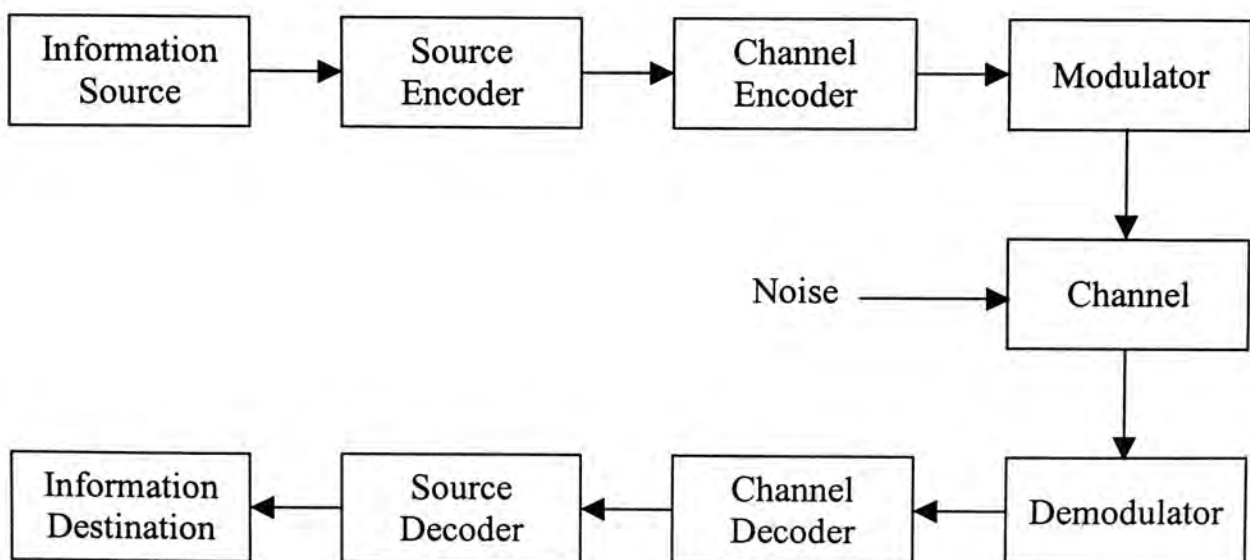 Information
Source
Source
Encoder
Channel
Encoder
Modulator
Noise
Channel
Information
Destination
Source
Decoder
Channel
Decoder
Demodulator